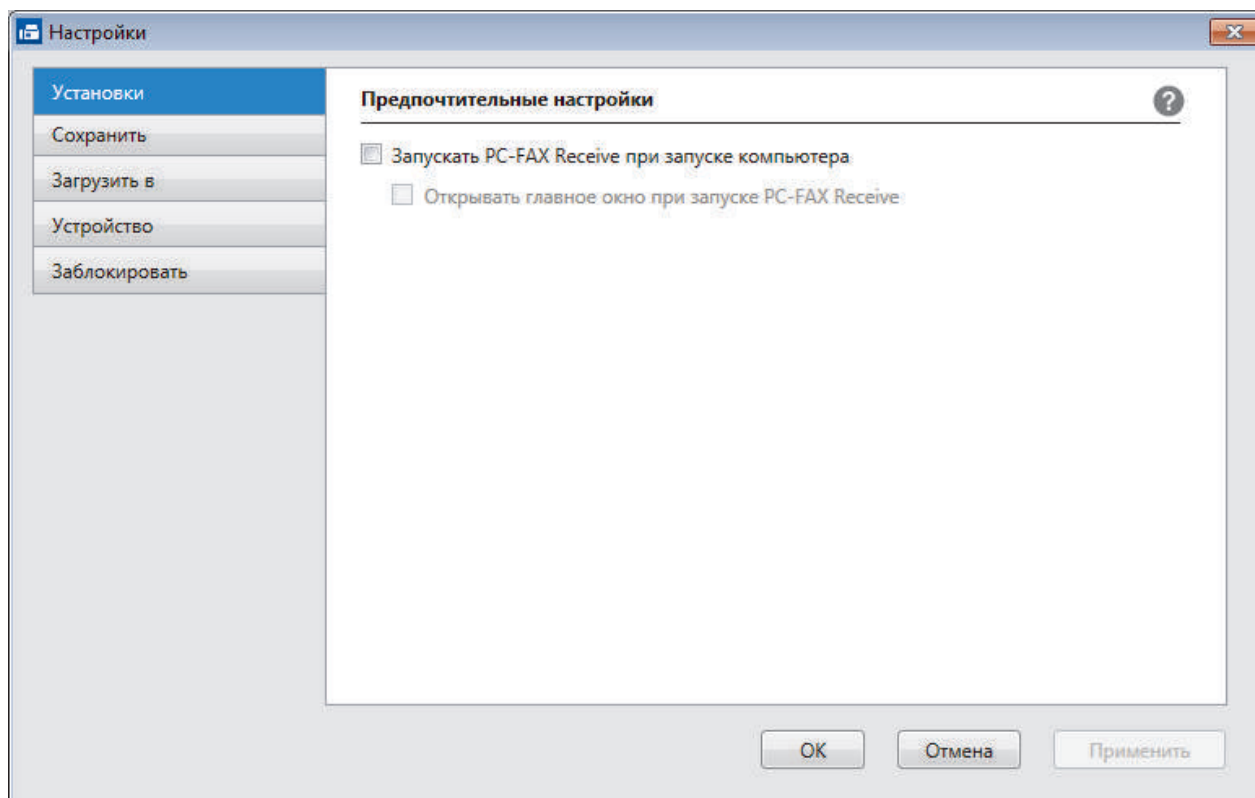 Настройки
Установки
Сохранить
Загрузить в
Устройство
Заблокировать
Предпочтительные настройки
?
Запускать PC-FAX Receive при запуске компьютера
Открывать главное окно при запуске PC-FAX Receive
ОК
Отмена
Применить